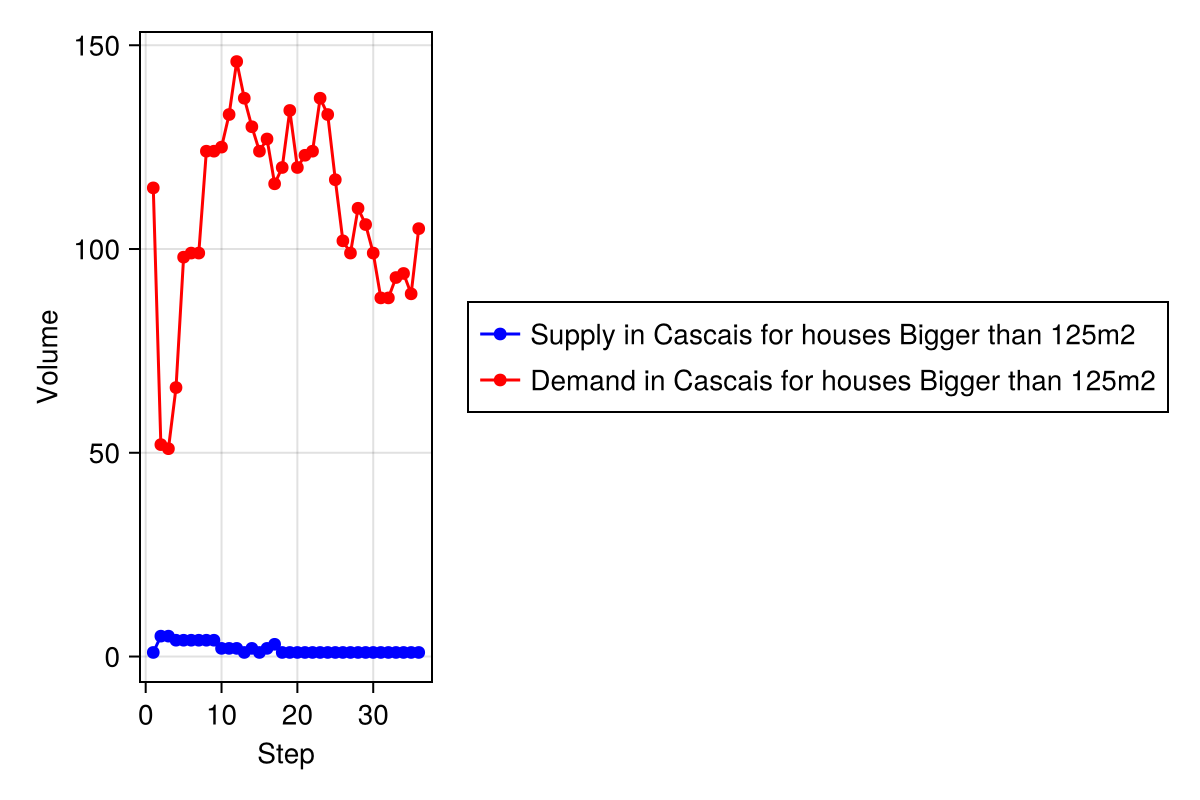 150
100
50
0
Volume
0 10 20 30
Step
Supply in Cascais for houses Bigger than 125m2
Demand in Cascais for houses Bigger than 125m2